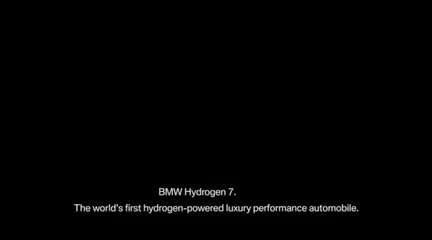 BMW Hydrogen 7.
The world's first hydrogen-powered luxury performance automobile.